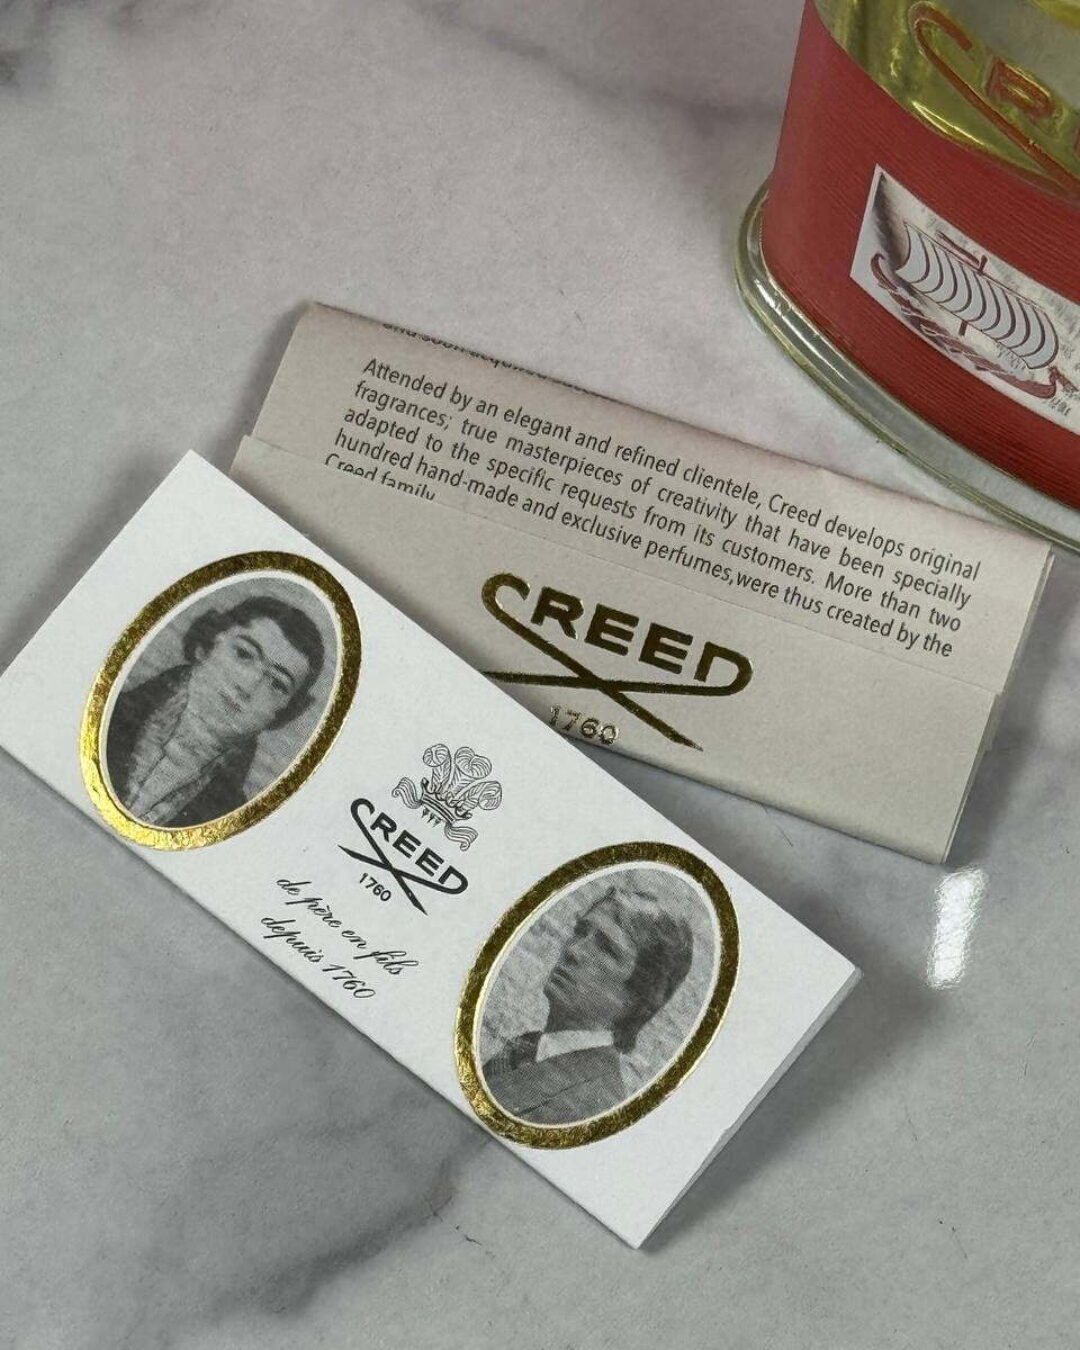 Attended by an elegant and refined clientele, Creed develops original
fragrances; true masterpieces of creativity that have been specially
adapted to the specific requests from its customers. More than two
hundred hand-made and exclusive perfumes,were thus created by the
Creed family
CREED
1760
CREED
1760
de père en fils
depuis 1760